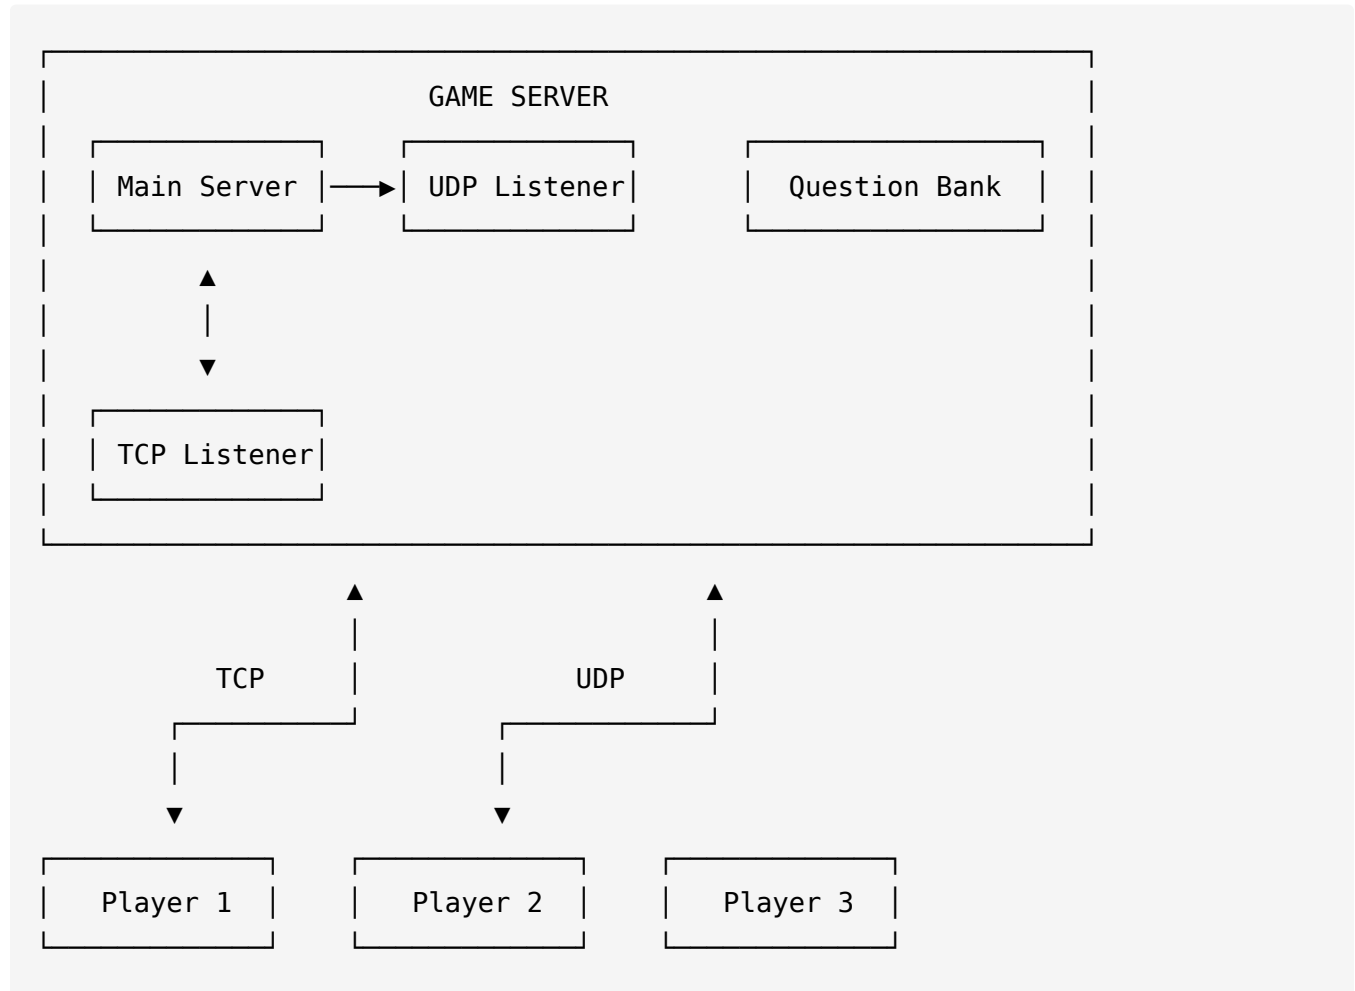 GAME SERVER
Main Server UDP Listener Question Bank
TCP Listener
TCP UDP
Player 1 Player 2 Player 3